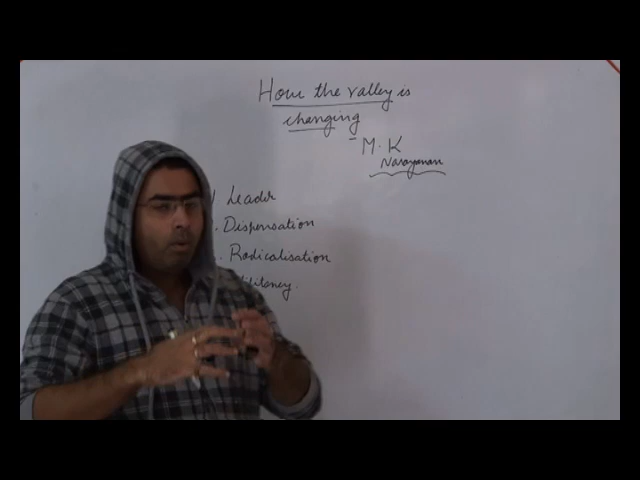 How the valley is
changing
- M. K
Narayanan
Leader
Dispensation
Radicalisation